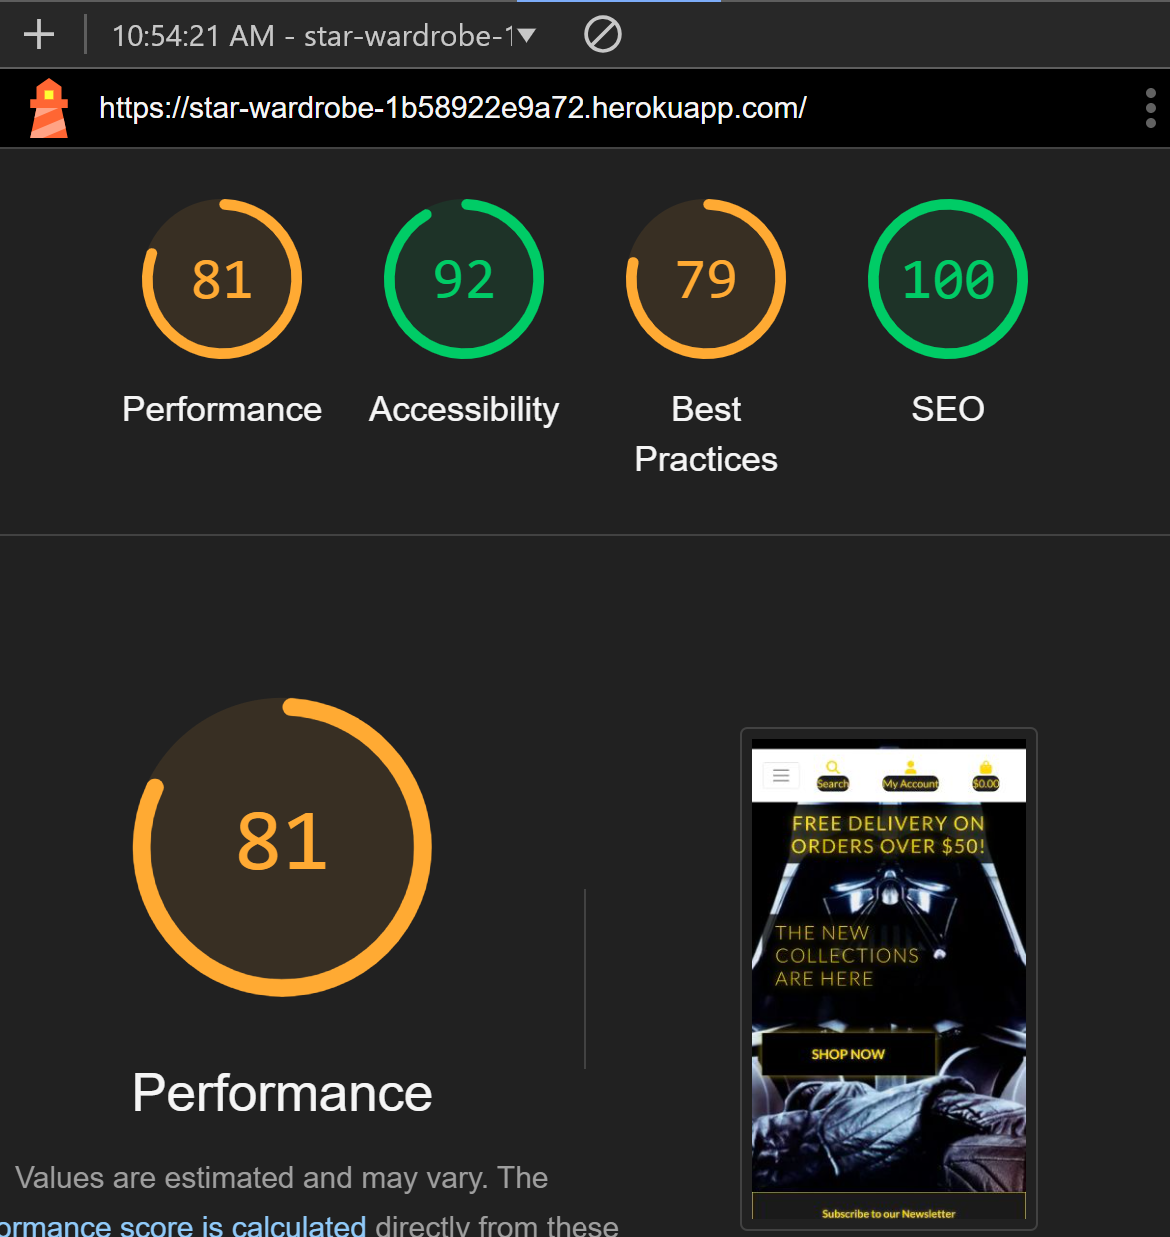 10:54:21 AM - star-wardrobe-1
https://star-wardrobe-1b58922e9a72.herokuapp.com/
81
92
79
100
Performance
Accessibility
Best
Practices
SEO
81
Performance
Values are estimated and may vary. The
ormance score is calculated directly from these
Search
My Account
$0.00
FREE DELIVERY ON
ORDERS OVER $50!
THE NEW
COLLECTIONS
ARE HERE
SHOP NOW
Subscribe to our Newsletter